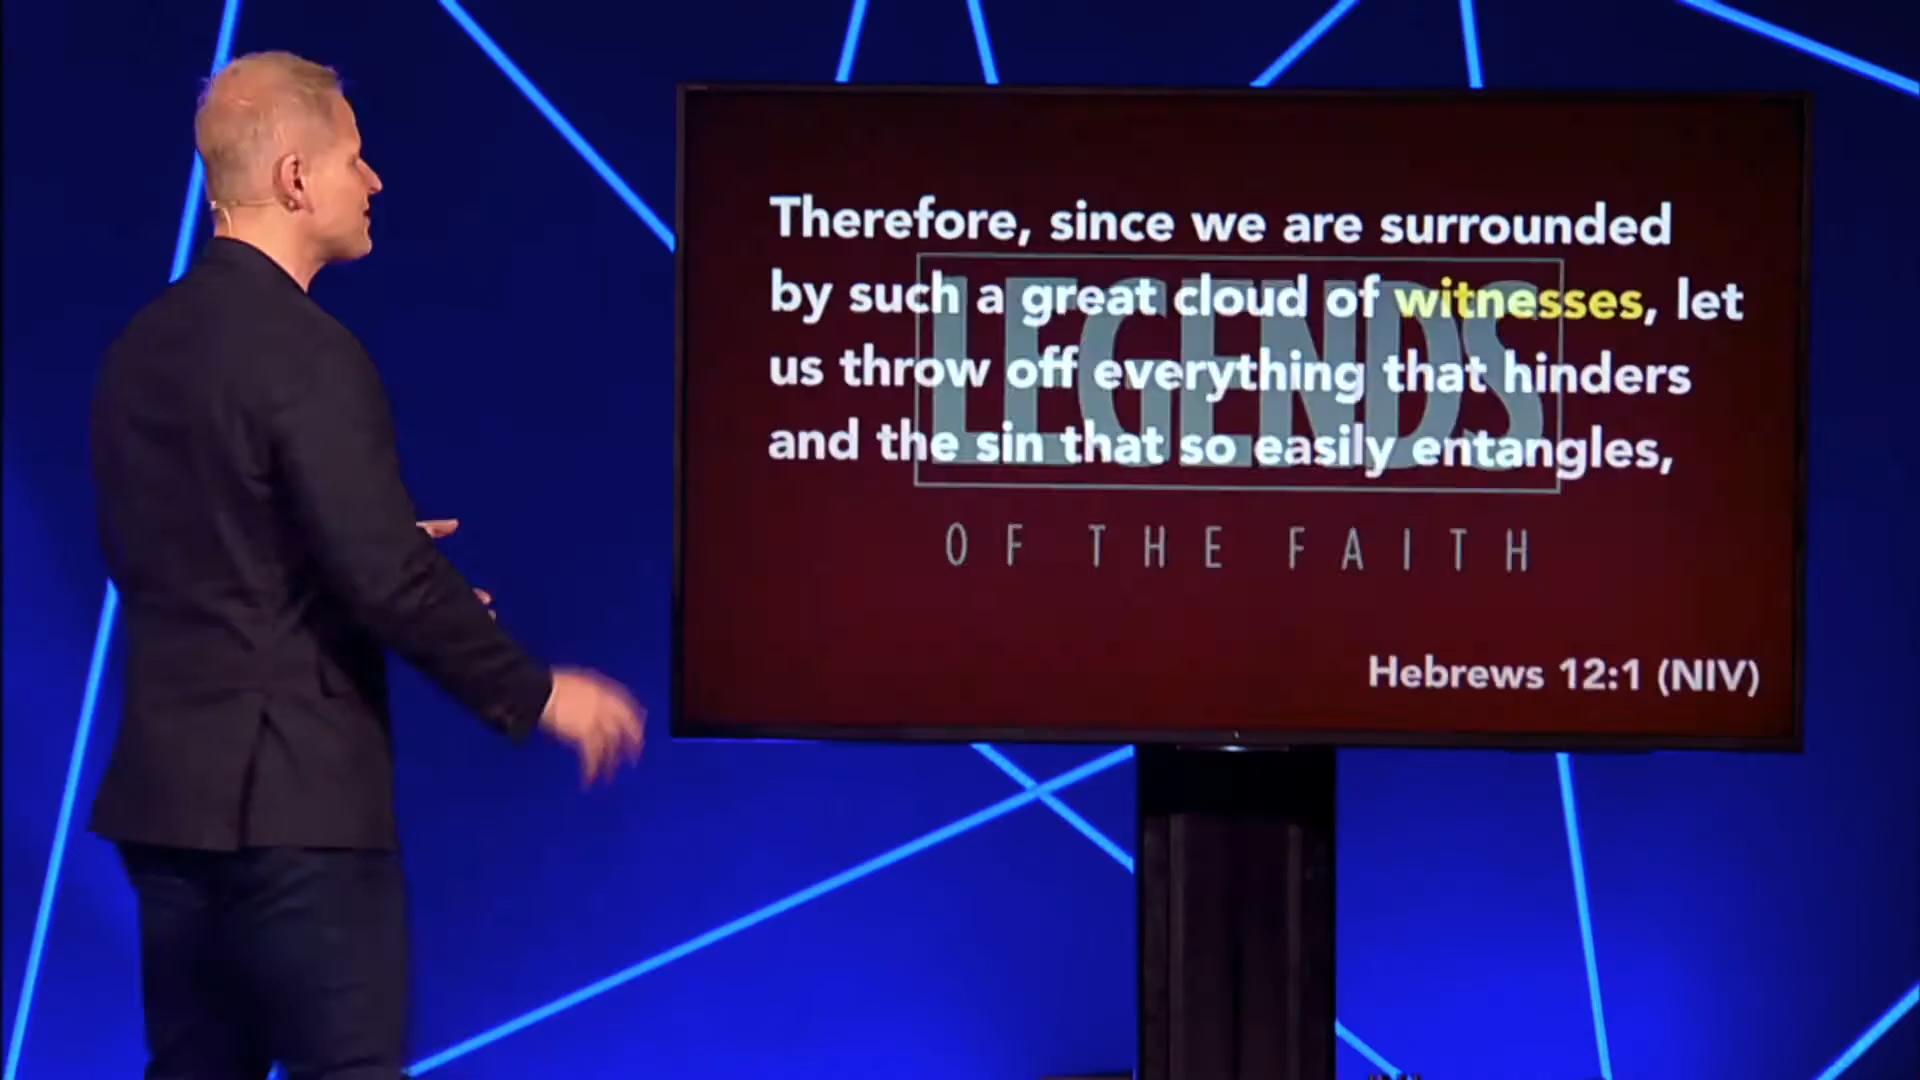 Therefore, since we are surrounded
by such a great cloud of witnesses, let
us throw off everything that hinders
and the sin that so easily entangles,
LEGENDS
OF THE FAITH
Hebrews 12:1 (NIV)